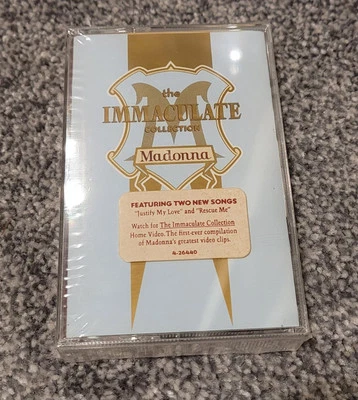 the
M
IMMACULATE
COLLECTION
Madonna
FEATURING TWO NEW SONGS
"Justify My Love" and "Rescue Me"
Watch for The Immaculate Collection
Home Video. The first ever compilation
of Madonna's greatest video clips.
4-26440